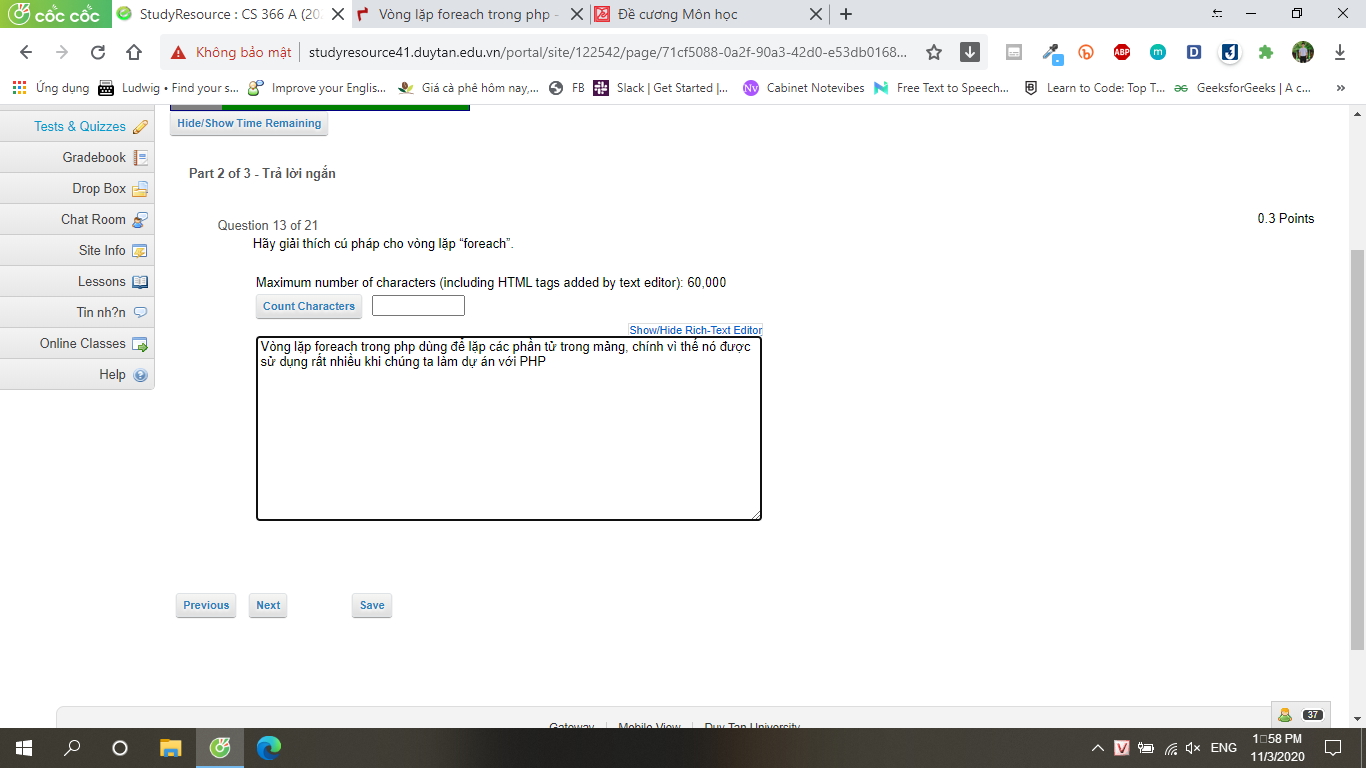 cốc cốc
StudyResource : CS 366 A (20
Vòng lặp foreach trong php -
Đề cương Môn học
Không bảo mật
studyresource41.duytan.edu.vn/portal/site/122542/page/71cf5088-0a2f-90a3-42d0-e53db0168...
ABP
m
D
Ứng dụng
Ludwig • Find your s...
Improve your Englis...
Giá cà phê hôm nay,...
FB
Slack | Get Started |...
Nv
Cabinet Notevibes
Free Text to Speech...
Learn to Code: Top T...
GeeksforGeeks | A c...
»
Hide/Show Time Remaining
Tests & Quizzes
Gradebook
Drop Box
Chat Room
Site Info
Lessons
Tin nh?n
Online Classes
Help
Part 2 of 3 - Trả lời ngắn
Question 13 of 21
0.3 Points
Hãy giải thích cú pháp cho vòng lặp “foreach”.
Maximum number of characters (including HTML tags added by text editor): 60,000
Count Characters
Show/Hide Rich-Text Editor
Vòng lặp foreach trong php dùng để lặp các phần tử trong mảng, chính vì thế nó được
sử dụng rất nhiều khi chúng ta làm dự án với PHP
Previous
Next
Save
Gateway | Mobile View | Duy Tan University
37
V
ENG
1:58 PM
11/3/2020